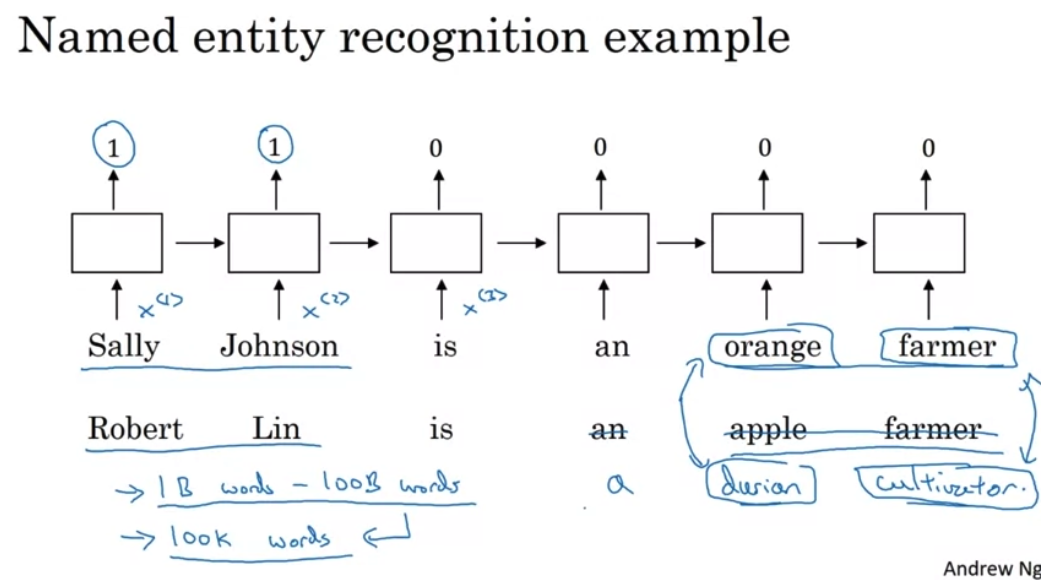 Named entity recognition example
1 1 0 0 0 0
x<1> x<2> x<3>
Sally Johnson is an orange farmer
Robert Lin is an apple farmer
→ 1B words - 100B words a durian cultivator.
→ 100K words
Andrew Ng